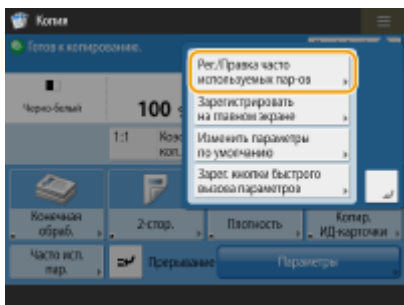 Копия
Готов к копированию.
Рег./Правка часто
используемых пар-ов
Зарегистрировать
на главном экране
Изменить параметры
по умолчанию
Зарег. кнопки быстрого
вызова параметров
Черно-белый
100
1:1
коп.
Конечная
обраб.
2-стор.
Плотность
Копир.
ИД-карточки
Часто исп.
пар.
Прерывание
Параметры